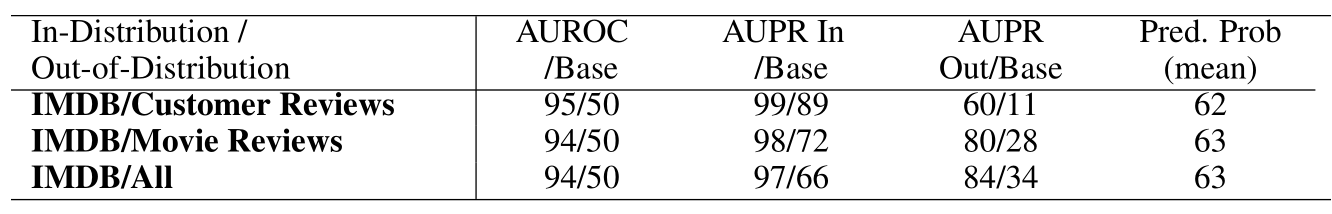 In-Distribution / AUROC AUPR In AUPR Pred. Prob
Out-of-Distribution /Base /Base Out/Base (mean)
IMDB/Customer Reviews 95/50 99/89 60/11 62
IMDB/Movie Reviews 94/50 98/72 80/28 63
IMDB/All 94/50 97/66 84/34 63